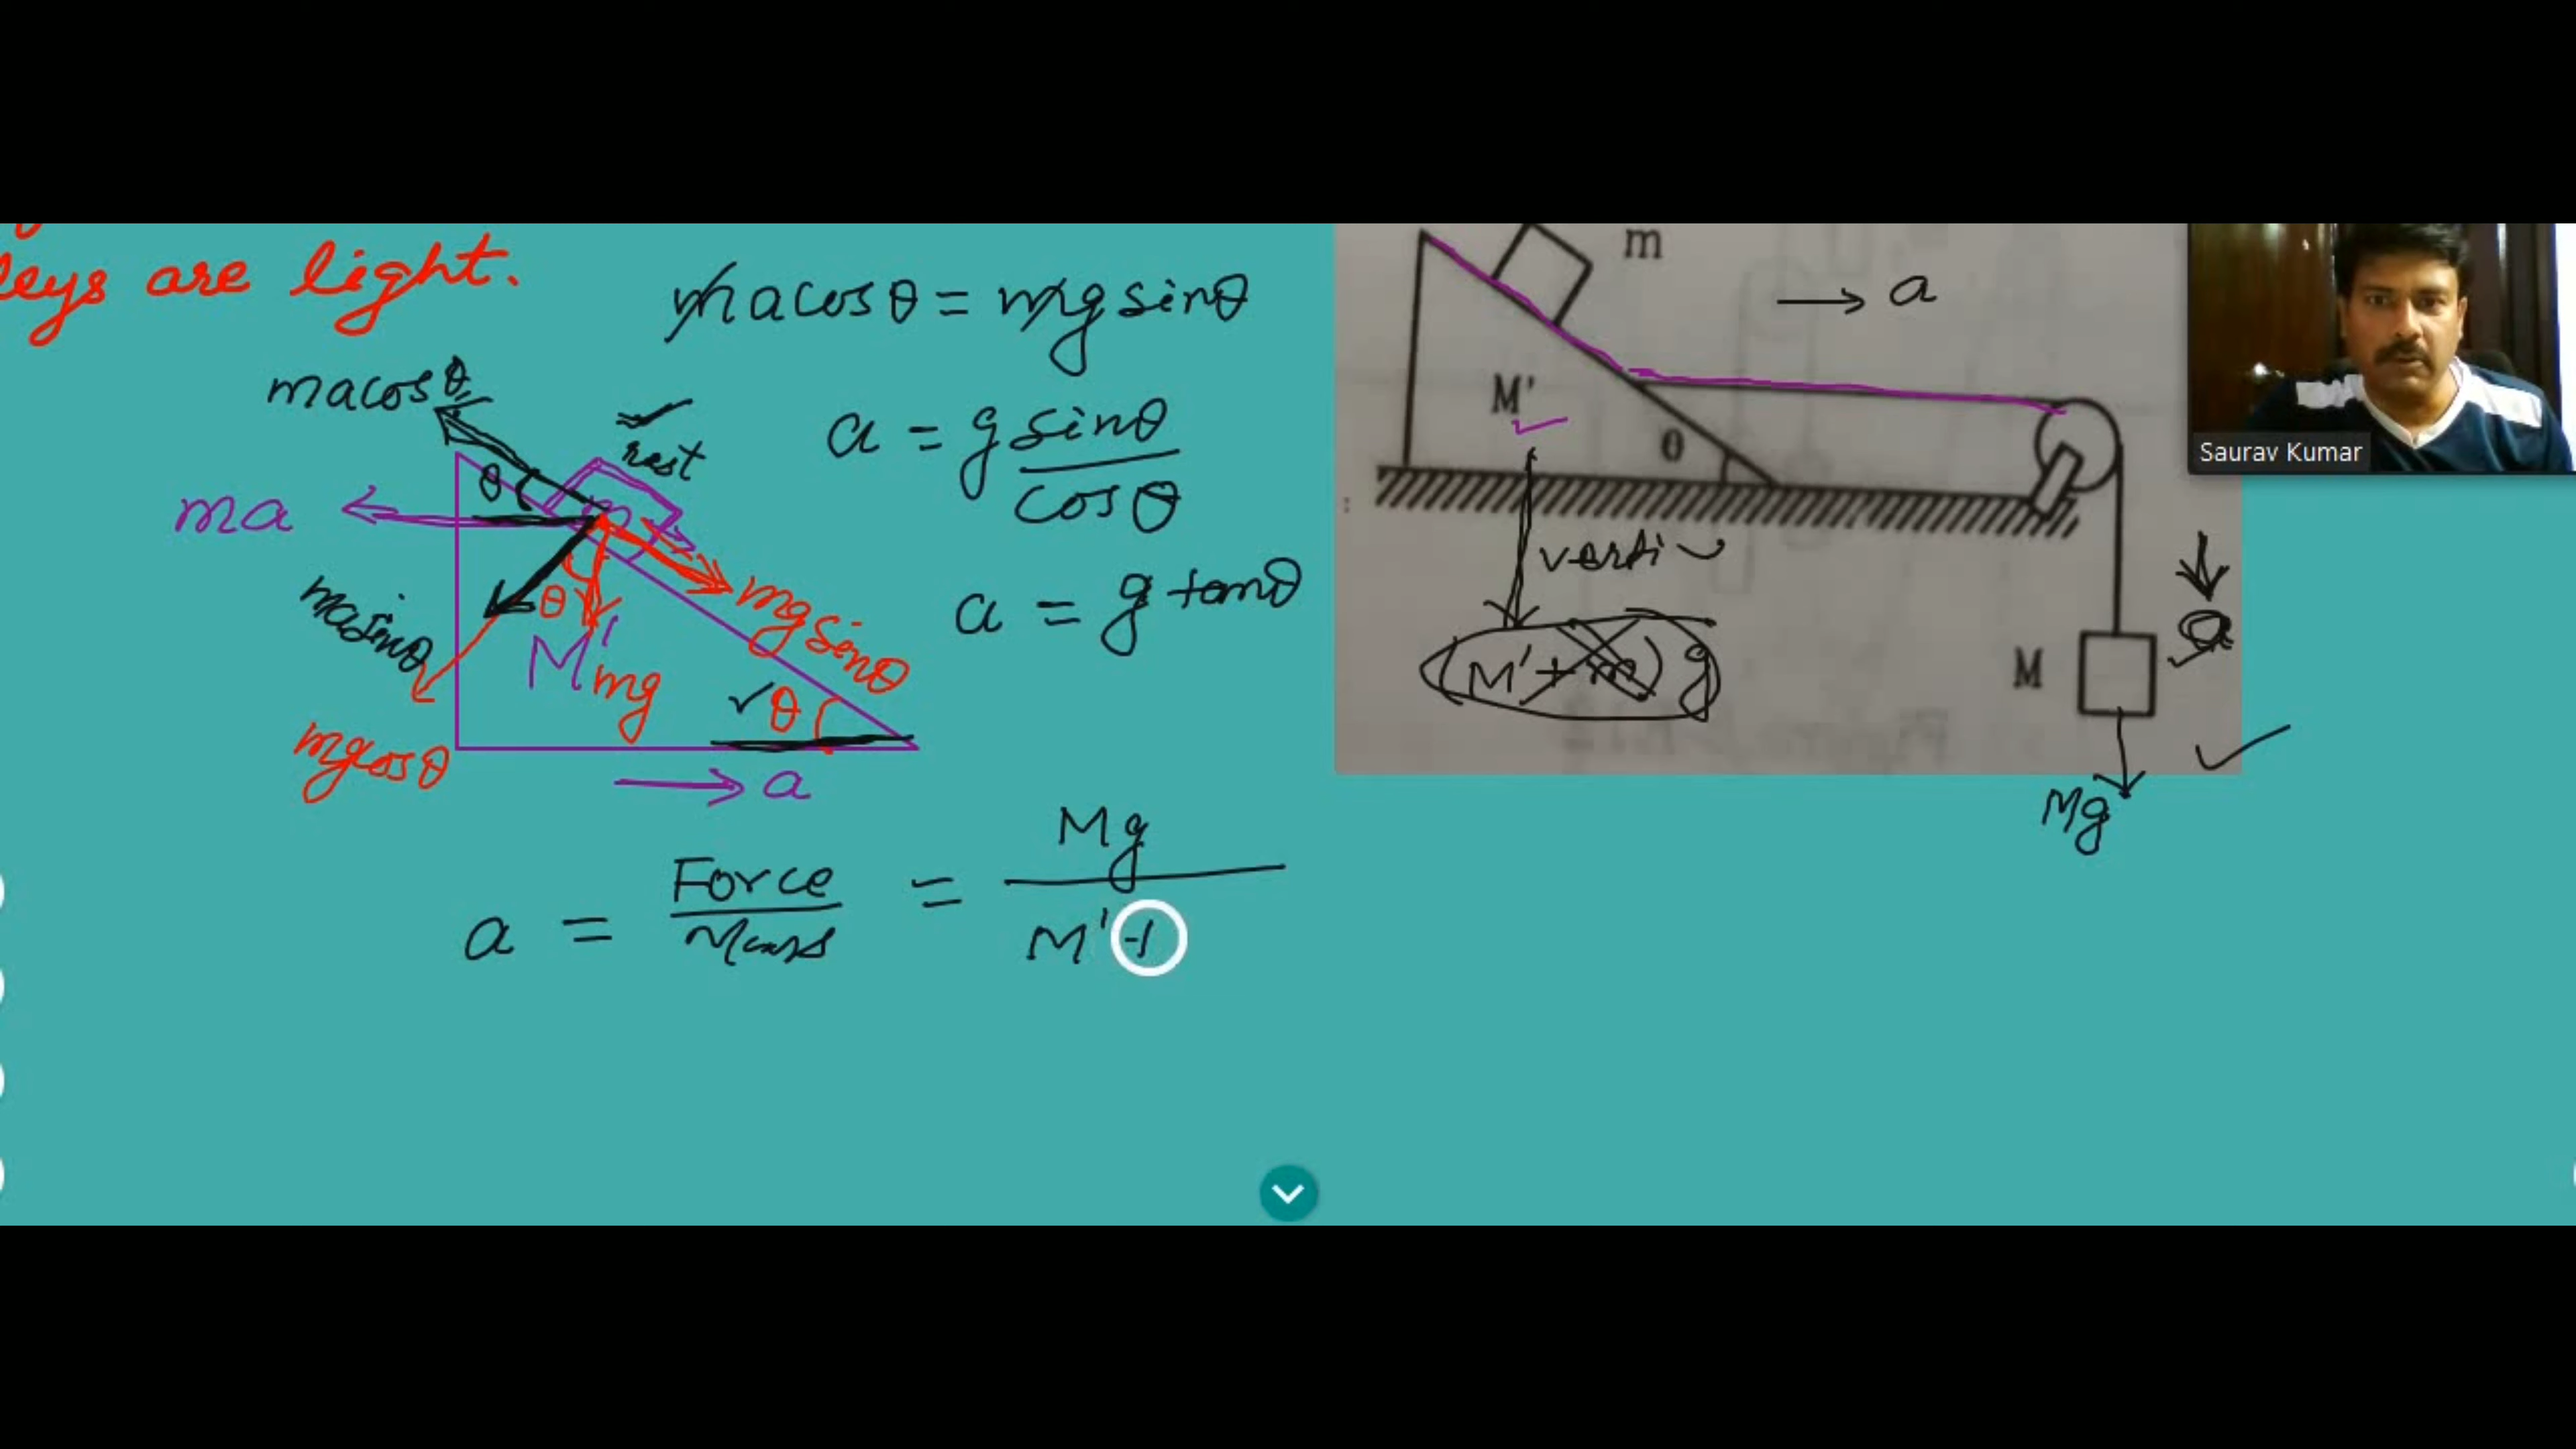 leys are light.
macosθ = mgsinθ
macosθ
rest
a = g sinθ
cosθ
θ
ma
masinθ
θ
mgsinθ
a = g tanθ
M'
mg
θ
mgcosθ
a
a = Force = Mg
Mass M'
m
a
M'
θ
verti
(M'+m)g
a
M
Mg
Saurav Kumar